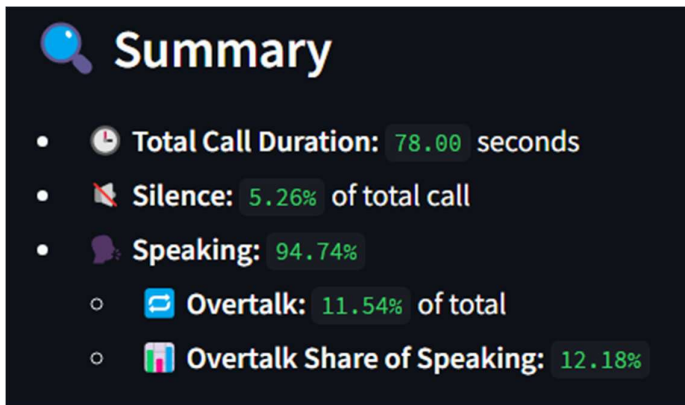 Summary
Total Call Duration: 78.00 seconds
Silence: 5.26% of total call
Speaking: 94.74%
Overtalk: 11.54% of total
Overtalk Share of Speaking: 12.18%